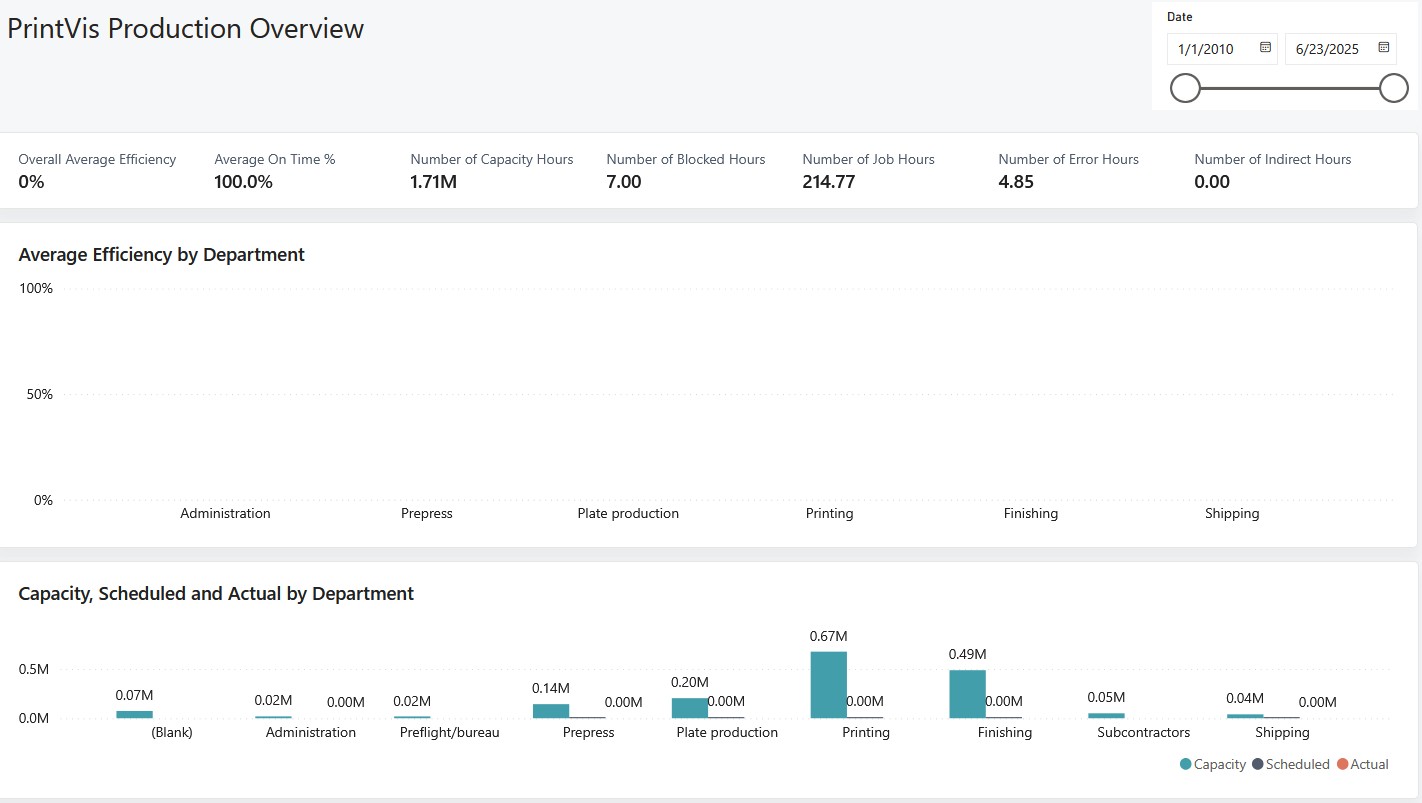 PrintVis Production Overview
Date
1/1/2010 6/23/2025
Overall Average Efficiency Average On Time % Number of Capacity Hours Number of Blocked Hours Number of Job Hours Number of Error Hours Number of Indirect Hours
0% 100.0% 1.71M 7.00 214.77 4.85 0.00
Average Efficiency by Department
100%
50%
0%
Administration Prepress Plate production Printing Finishing Shipping
Capacity, Scheduled and Actual by Department
0.67M
0.49M
0.5M
0.20M
0.14M
0.07M 0.02M 0.00M 0.02M 0.00M 0.00M 0.00M 0.00M 0.05M 0.04M 0.00M
0.0M
(Blank) Administration Preflight/bureau Prepress Plate production Printing Finishing Subcontractors Shipping
Capacity Scheduled Actual